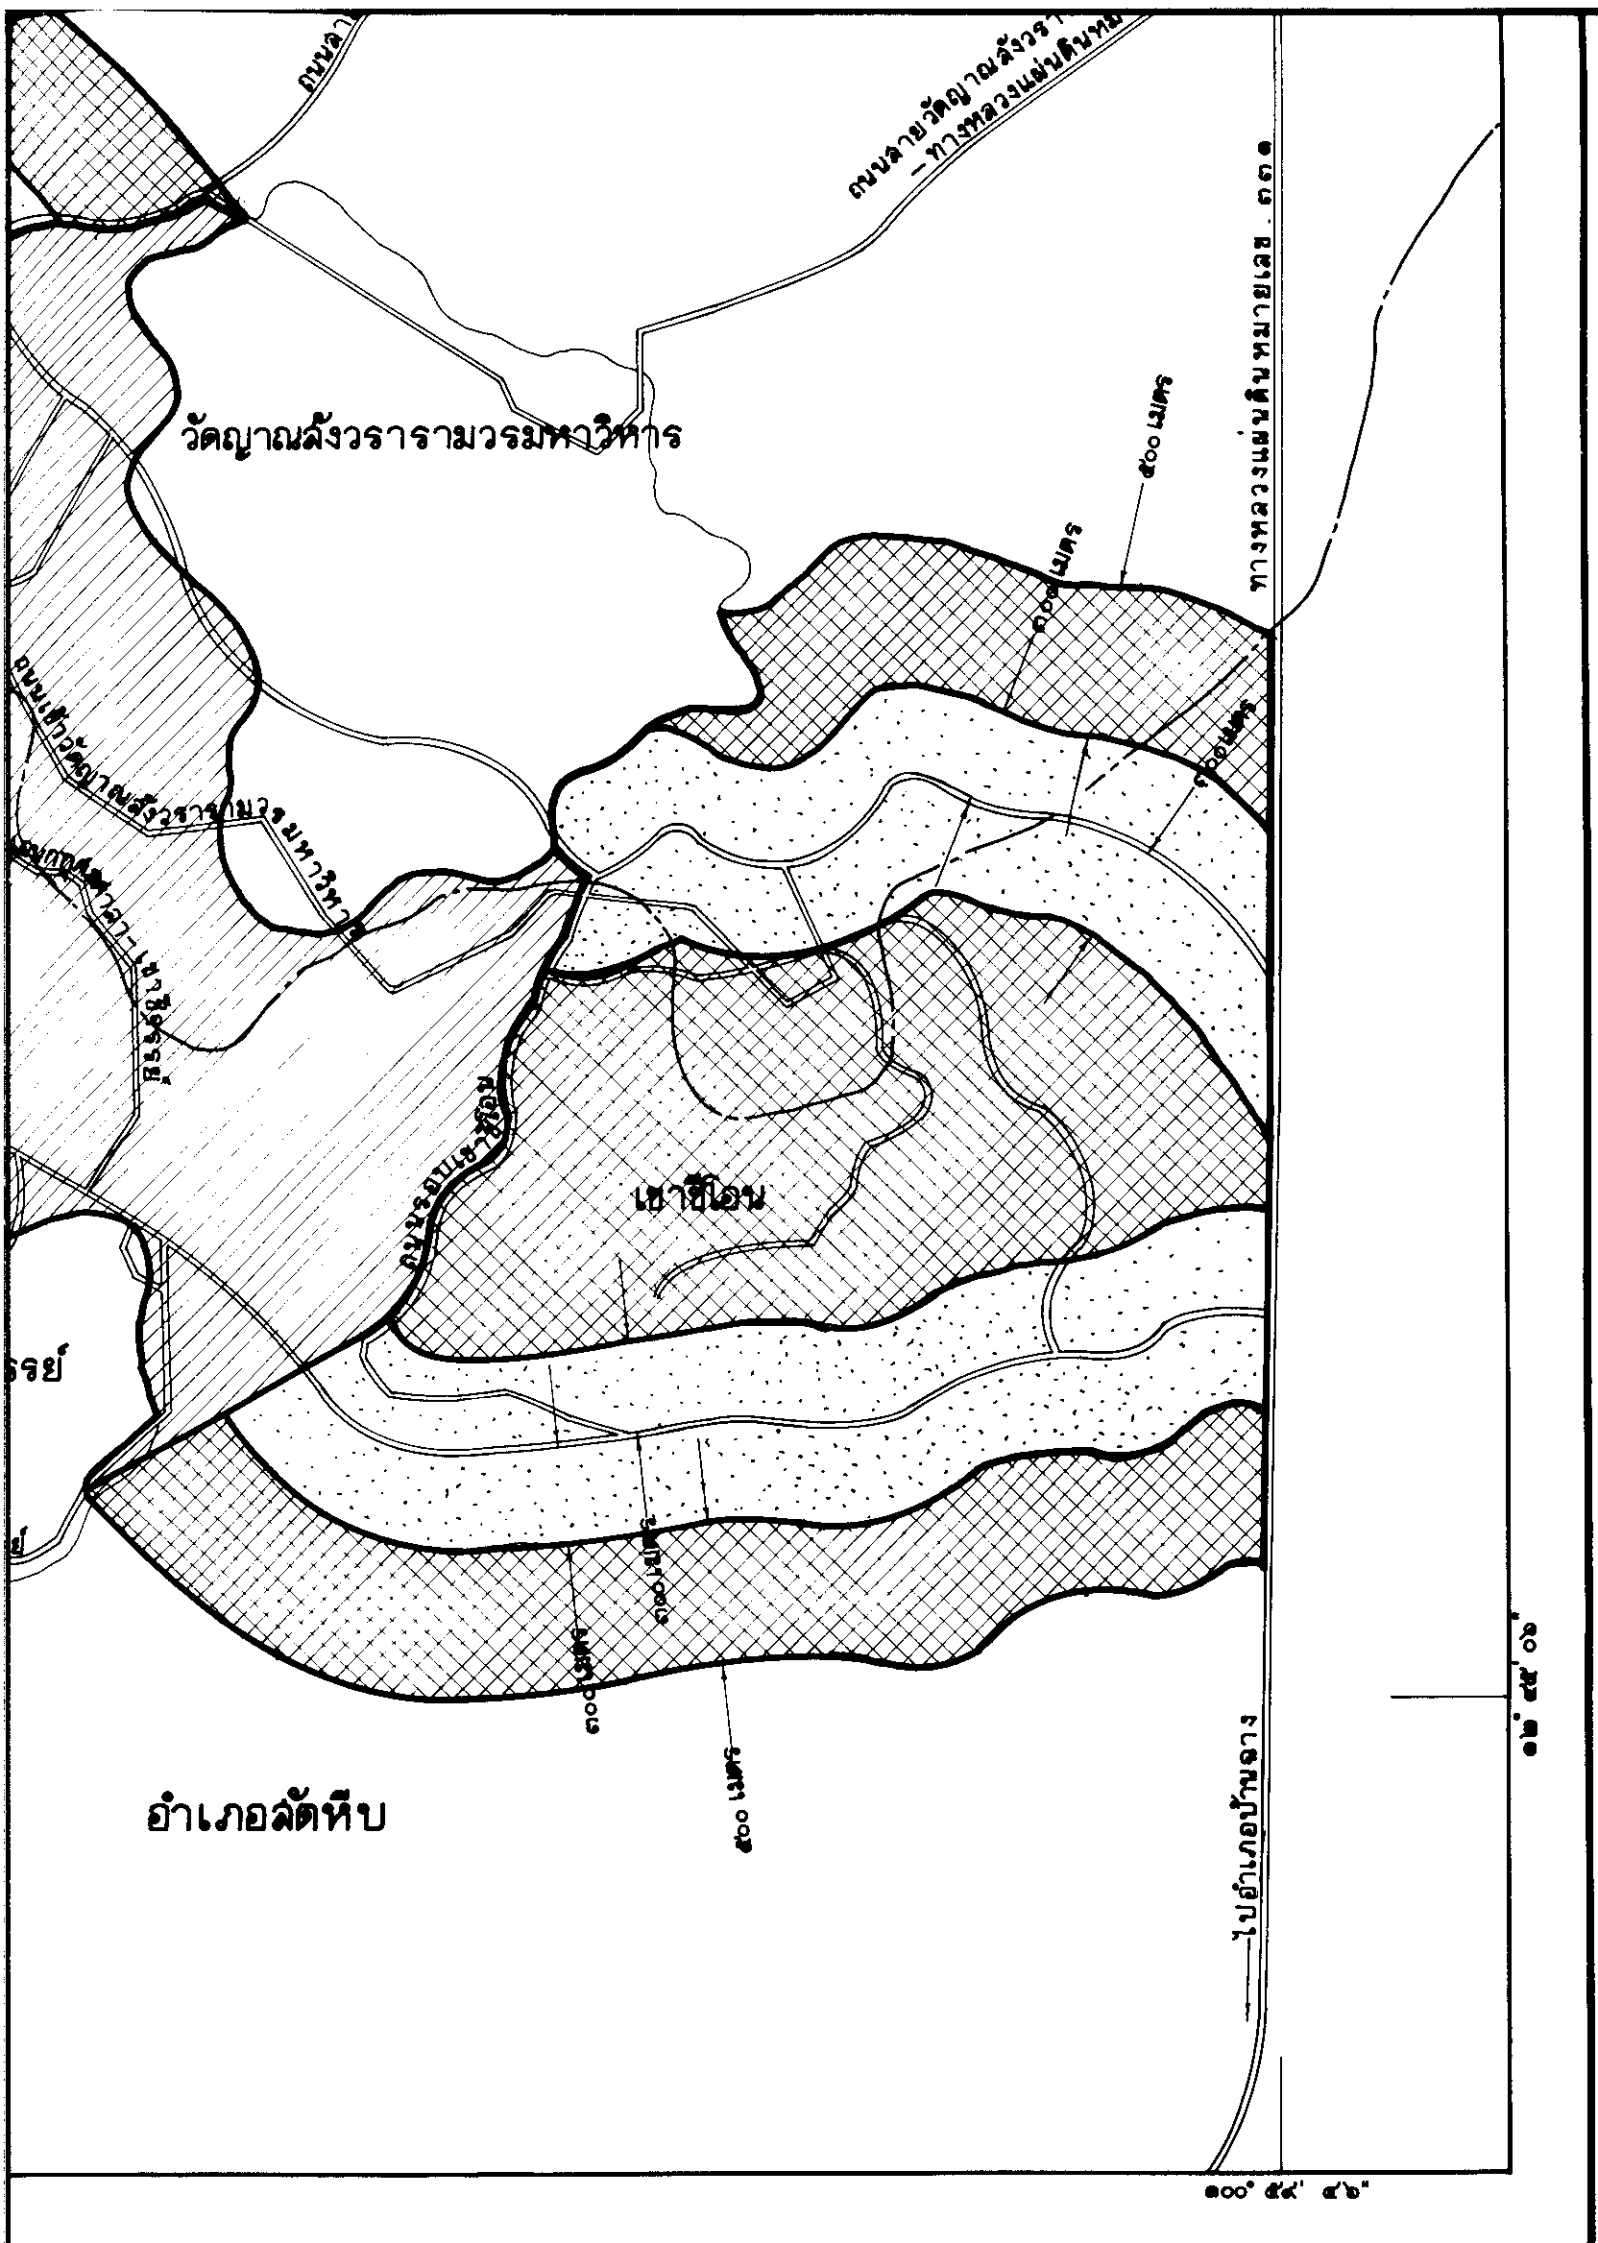 ถนนสาย
ถนนสายวัดญาณสังวรา
– ทางหลวงแผ่นดินหม
ทางหลวงแผ่นดินหมายเลข ๓๓๑
วัดญาณสังวรารามวรมหาวิหาร
๕๐๐ เมตร
๓๐๐ เมตร
๓๐๐ เมตร
ถนนเข้าวัดญาณสังวรารามวรมหาวิหาร
ถนนรอบเขาชีโอน
เขาชีโอน
รรย์
ย์
๓๐๐ เมตร
๓๐๐ เมตร
๕๐๐ เมตร
อำเภอสัตหีบ
ไปอำเภอบ้านฉาง
๑๒° ๔๕' ๐๖"
๑๐๐° ๕๙' ๔๖"